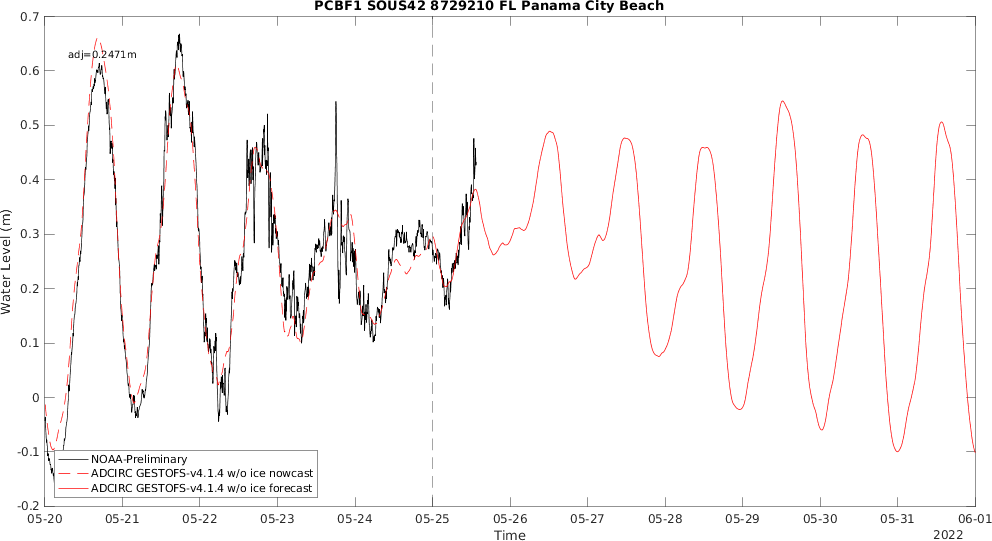 PCBF1 SOUS42 8729210 FL Panama City Beach
0.7
0.6
0.5
0.4
0.3
0.2
0.1
0
-0.1
-0.2
Water Level (m)
adj=0.2471m
NOAA-Preliminary
ADCIRC GESTOFS-v4.1.4 w/o ice nowcast
ADCIRC GESTOFS-v4.1.4 w/o ice forecast
05-20 05-21 05-22 05-23 05-24 05-25 05-26 05-27 05-28 05-29 05-30 05-31 06-01
Time
2022